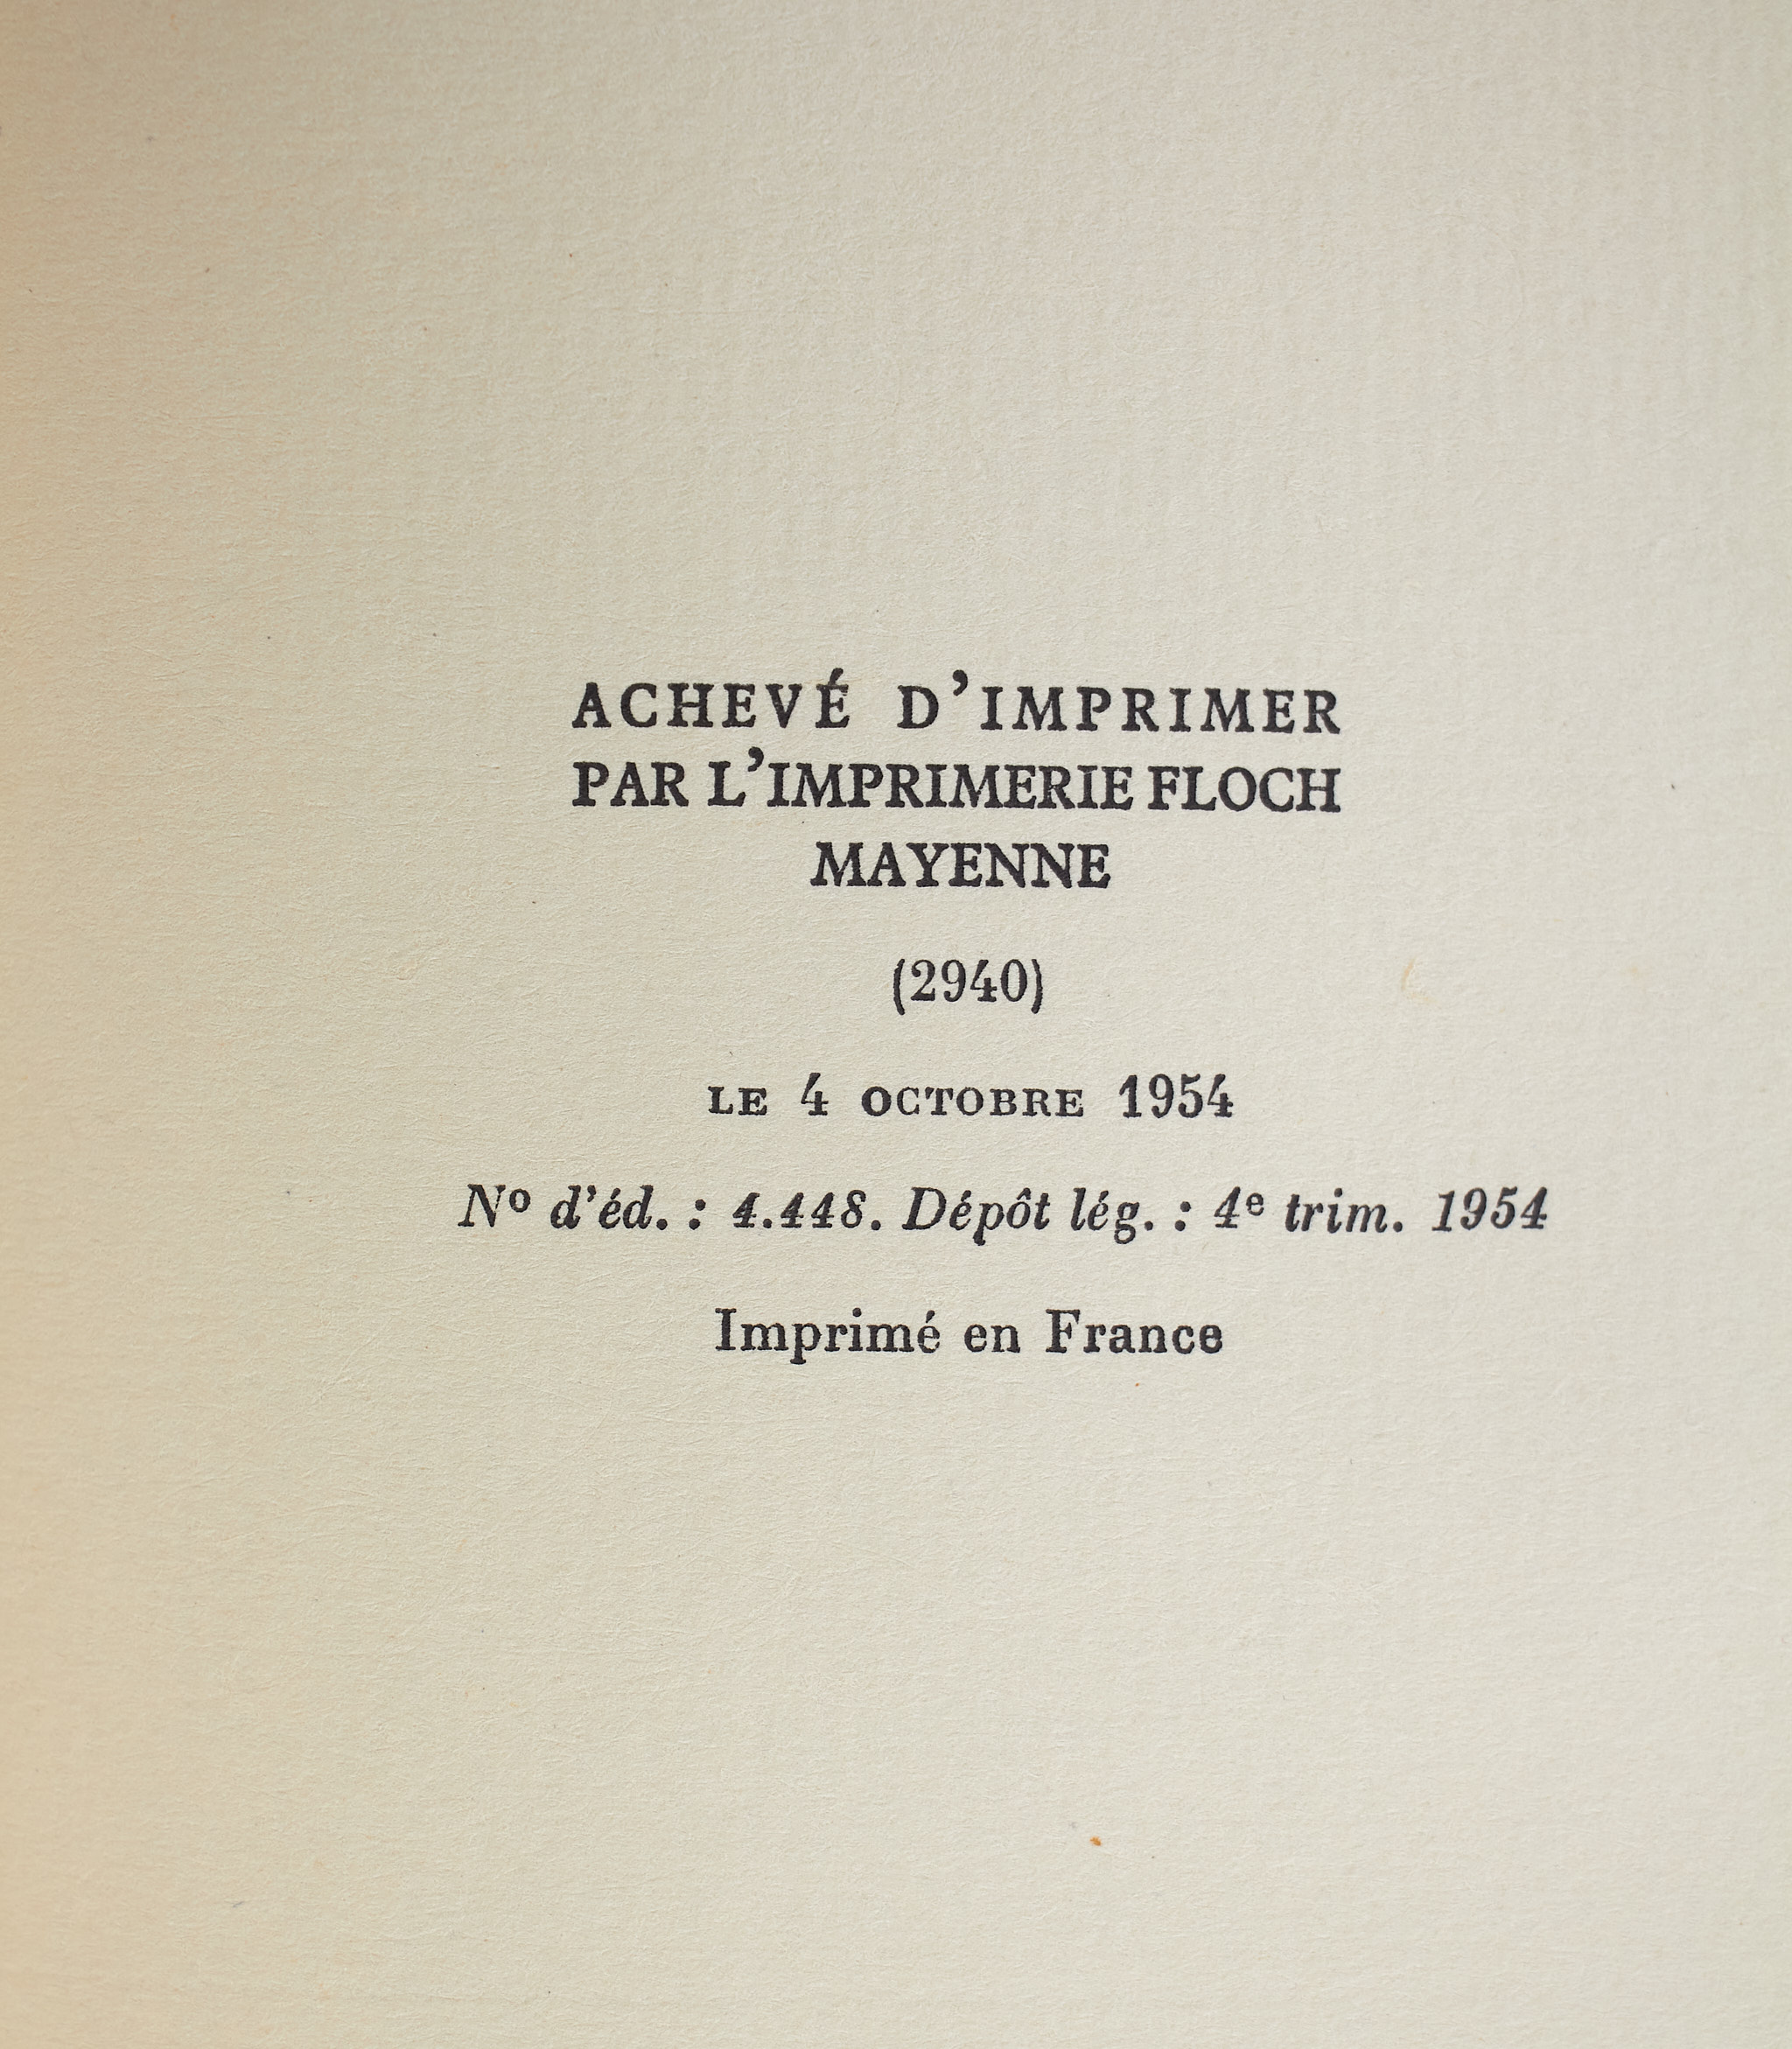 ACHEVÉ D'IMPRIMER
PAR L'IMPRIMERIE FLOCH
MAYENNE
(2940)
LE 4 OCTOBRE 1954
Nº d'éd. : 4.448. Dépôt lég. : 4ᵉ trim. 1954
Imprimé en France